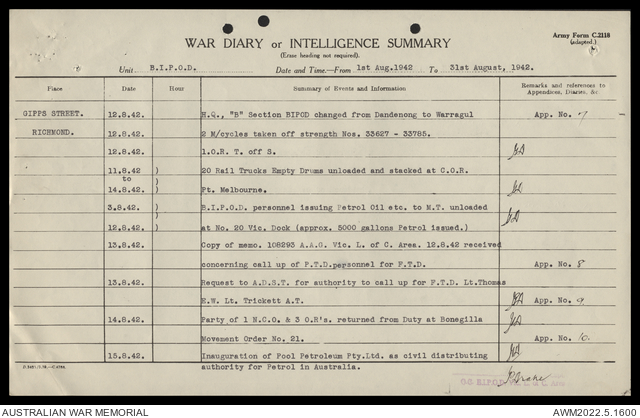 Army Form C.2118
(adapted.)
WAR DIARY or INTELLIGENCE SUMMARY
(Erase heading not required).
Unit B.I.P.O.D. Date and Time.—From 1st Aug.1942 To 31st August, 1942.
Place Date Hour Summary of Events and Information Remarks and references to Appendices, Diaries, &c.
GIPPS STREET. 12.8.42. H.Q., "B" Section BIPOD changed from Dandenong to Warragul App. No. 7
RICHMOND. 12.8.42. 2 M/cycles taken off strength Nos. 33627 - 33785.
12.8.42. 1.O.R. T. off S.
11.8.42 ) 20 Rail Trucks Empty Drums unloaded and stacked at C.O.R.
to )
14.8.42. ) Pt. Melbourne.
3.8.42. ) B.I.P.O.D. personnel issuing Petrol Oil etc. to M.T. unloaded
12.8.42. ) at No. 20 Vic. Dock (approx. 5000 gallons Petrol issued.)
13.8.42. Copy of memo. 108293 A.A.G. Vic. L. of C. Area. 12.8.42 received
concerning call up of P.T.D.personnel for F.T.D. App. No. 8
13.8.42. Request to A.D.S.T. for authority to call up for F.T.D. Lt.Thomas
E.W. Lt. Trickett A.T. App. No. 9
14.8.42. Party of 1 N.C.O. & 3 O.R's. returned from Duty at Bonegilla
Movement Order No. 21. App. No. 10.
15.8.42. Inauguration of Pool Petroleum Pty.Ltd. as civil distributing
authority for Petrol in Australia.
AUSTRALIAN WAR MEMORIAL AWM2022.5.1600